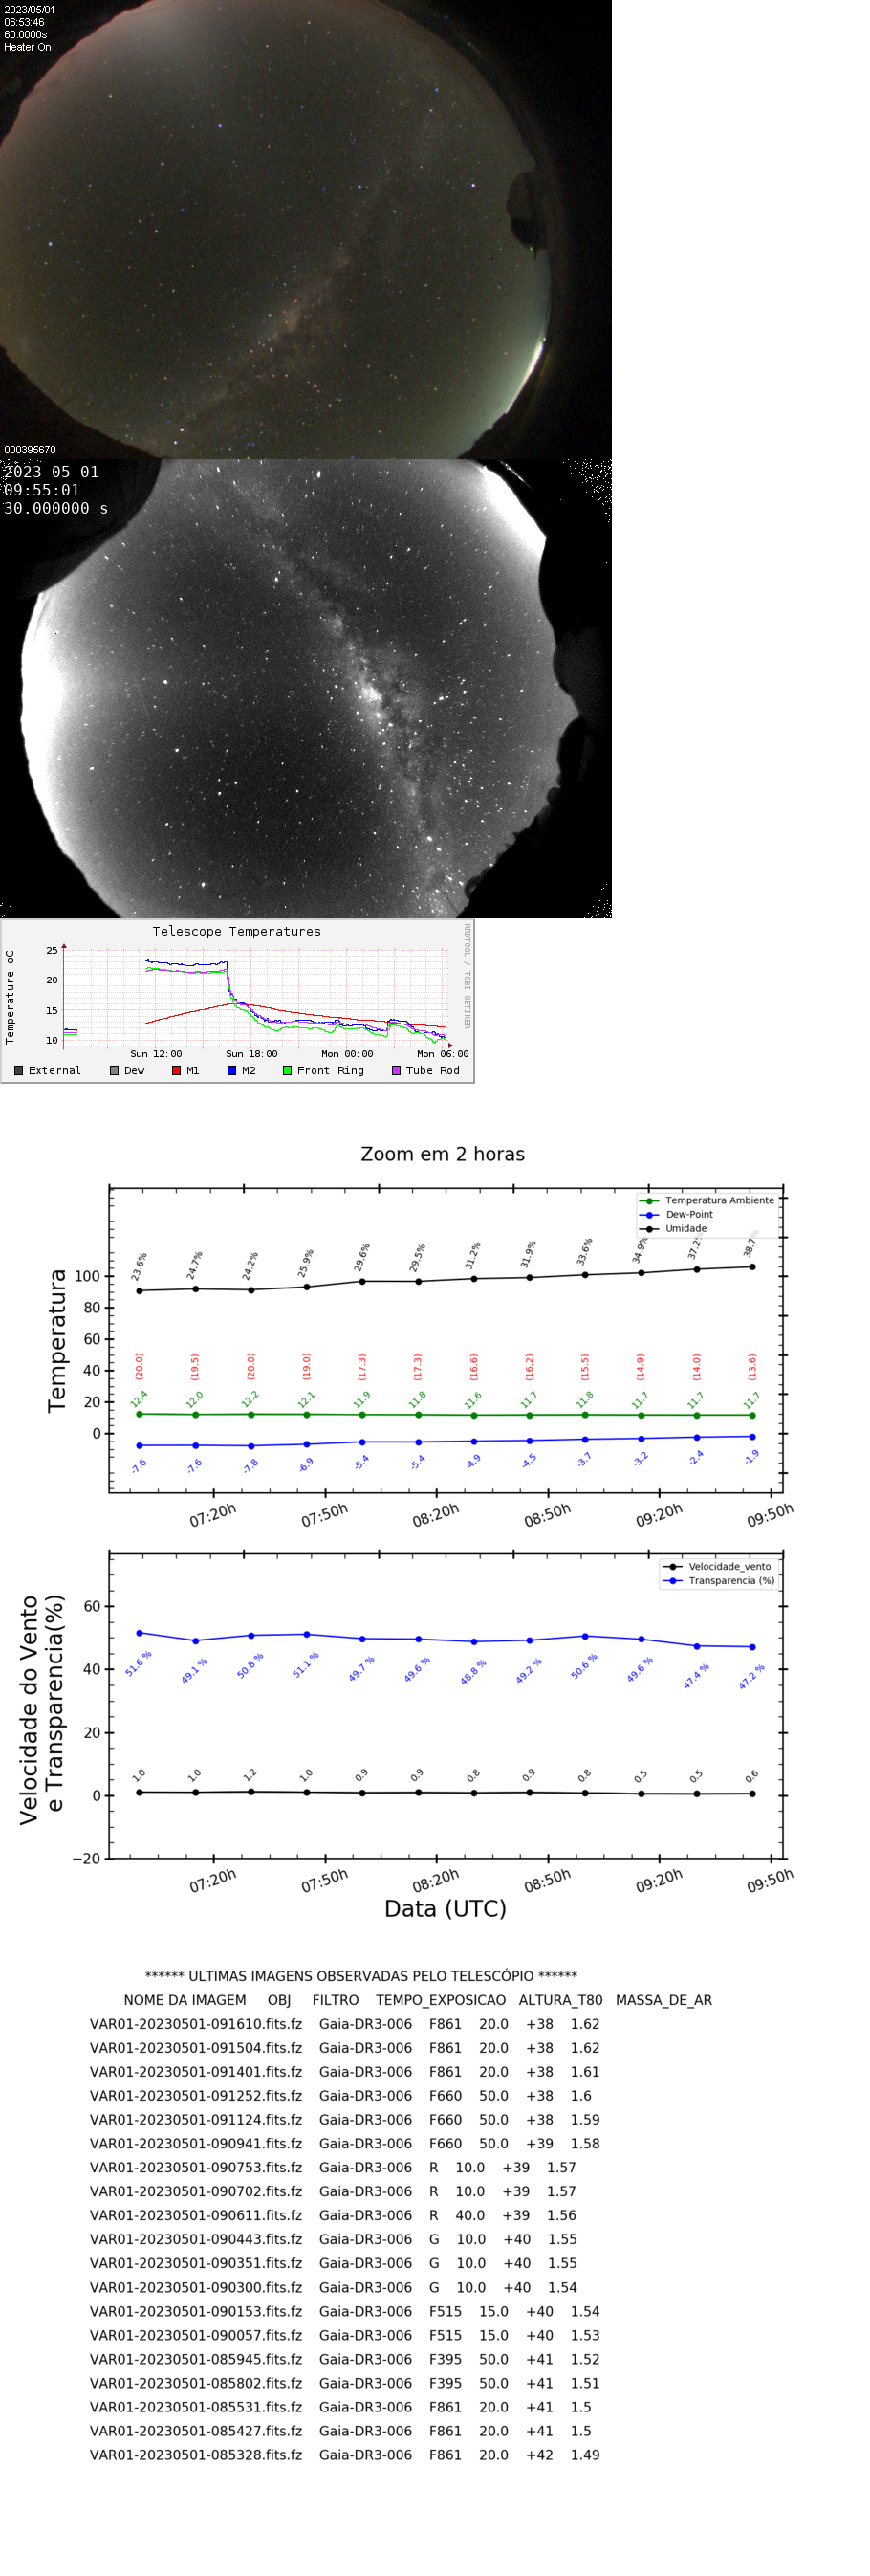 2023/05/01
06:53:46
60.0000s
Heater On
000395670
2023-05-01
09:55:01
30.000000 s
Telescope Temperatures
RRDTOOL / TOBI OETIKER
Temperature oC
25
20
15
10
Sun 12:00 Sun 18:00 Mon 00:00 Mon 06:00
External Dew M1 M2 Front Ring Tube Rod
Zoom em 2 horas
Temperatura Ambiente
Dew-Point
Umidade
23.6% 24.7% 24.2% 25.9% 29.6% 29.5% 31.2% 31.9% 33.6% 34.9% 37.2% 38.7%
Temperatura
100
80
60
40
20
0
(20.0) (19.5) (20.0) (19.0) (17.3) (17.3) (16.6) (16.2) (15.5) (14.9) (14.0) (13.6)
12.4 12.0 12.2 12.1 11.9 11.8 11.6 11.7 11.8 11.7 11.7 11.7
-7.6 -7.6 -7.8 -6.9 -5.4 -5.4 -4.9 -4.5 -3.7 -3.2 -2.4 -1.9
07:20h 07:50h 08:20h 08:50h 09:20h 09:50h
Velocidade_vento
Transparencia (%)
Velocidade do Vento
e Transparencia(%)
60
40
20
0
−20
51.6 % 49.1 % 50.8 % 51.1 % 49.7 % 49.6 % 48.8 % 49.2 % 50.6 % 49.6 % 47.4 % 47.2 %
1.0 1.0 1.2 1.0 0.9 0.9 0.8 0.9 0.8 0.5 0.5 0.6
07:20h 07:50h 08:20h 08:50h 09:20h 09:50h
Data (UTC)
****** ULTIMAS IMAGENS OBSERVADAS PELO TELESCÓPIO ******
NOME DA IMAGEM OBJ FILTRO TEMPO_EXPOSICAO ALTURA_T80 MASSA_DE_AR
VAR01-20230501-091610.fits.fz Gaia-DR3-006 F861 20.0 +38 1.62
VAR01-20230501-091504.fits.fz Gaia-DR3-006 F861 20.0 +38 1.62
VAR01-20230501-091401.fits.fz Gaia-DR3-006 F861 20.0 +38 1.61
VAR01-20230501-091252.fits.fz Gaia-DR3-006 F660 50.0 +38 1.6
VAR01-20230501-091124.fits.fz Gaia-DR3-006 F660 50.0 +38 1.59
VAR01-20230501-090941.fits.fz Gaia-DR3-006 F660 50.0 +39 1.58
VAR01-20230501-090753.fits.fz Gaia-DR3-006 R 10.0 +39 1.57
VAR01-20230501-090702.fits.fz Gaia-DR3-006 R 10.0 +39 1.57
VAR01-20230501-090611.fits.fz Gaia-DR3-006 R 40.0 +39 1.56
VAR01-20230501-090443.fits.fz Gaia-DR3-006 G 10.0 +40 1.55
VAR01-20230501-090351.fits.fz Gaia-DR3-006 G 10.0 +40 1.55
VAR01-20230501-090300.fits.fz Gaia-DR3-006 G 10.0 +40 1.54
VAR01-20230501-090153.fits.fz Gaia-DR3-006 F515 15.0 +40 1.54
VAR01-20230501-090057.fits.fz Gaia-DR3-006 F515 15.0 +40 1.53
VAR01-20230501-085945.fits.fz Gaia-DR3-006 F395 50.0 +41 1.52
VAR01-20230501-085802.fits.fz Gaia-DR3-006 F395 50.0 +41 1.51
VAR01-20230501-085531.fits.fz Gaia-DR3-006 F861 20.0 +41 1.5
VAR01-20230501-085427.fits.fz Gaia-DR3-006 F861 20.0 +41 1.5
VAR01-20230501-085328.fits.fz Gaia-DR3-006 F861 20.0 +42 1.49